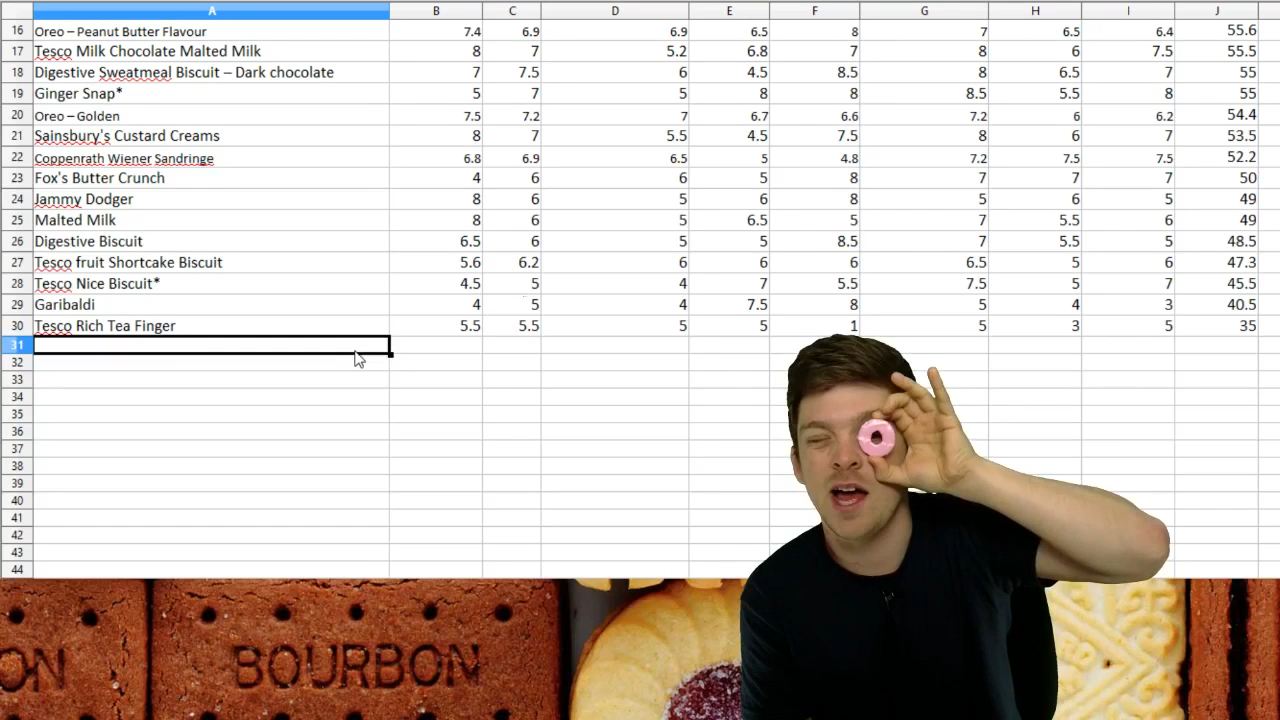 A B C D E F G H I J
16 Oreo – Peanut Butter Flavour 7.4 6.9 6.9 6.5 8 7 6.5 6.4 55.6
17 Tesco Milk Chocolate Malted Milk 8 7 5.2 6.8 7 8 6 7.5 55.5
18 Digestive Sweatmeal Biscuit – Dark chocolate 7 7.5 6 4.5 8.5 8 6.5 7 55
19 Ginger Snap* 5 7 5 8 8 8.5 5.5 8 55
20 Oreo – Golden 7.5 7.2 7 6.7 6.6 7.2 6 6.2 54.4
21 Sainsbury's Custard Creams 8 7 5.5 4.5 7.5 8 6 7 53.5
22 Coppenrath Wiener Sandringe 6.8 6.9 6.5 5 4.8 7.2 7.5 7.5 52.2
23 Fox's Butter Crunch 4 6 6 5 8 7 7 7 50
24 Jammy Dodger 8 6 5 6 8 5 6 5 49
25 Malted Milk 8 6 5 6.5 5 7 5.5 6 49
26 Digestive Biscuit 6.5 6 5 5 8.5 7 5.5 5 48.5
27 Tesco fruit Shortcake Biscuit 5.6 6.2 6 6 6 6.5 5 6 47.3
28 Tesco Nice Biscuit* 4.5 5 4 7 5.5 7.5 5 7 45.5
29 Garibaldi 4 5 4 7.5 8 5 4 3 40.5
30 Tesco Rich Tea Finger 5.5 5.5 5 5 1 5 3 5 35
31
32
33
34
35
36
37
38
39
40
41
42
43
44
ON BOURBON